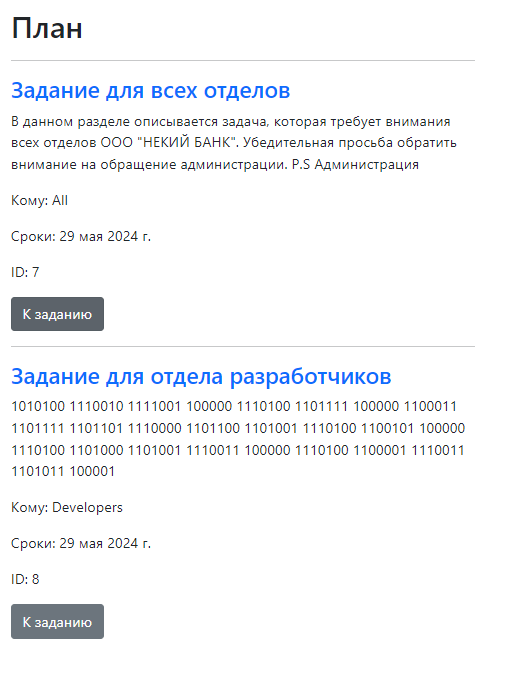 План
Задание для всех отделов
В данном разделе описывается задача, которая требует внимания
всех отделов ООО "НЕКИЙ БАНК". Убедительная просьба обратить
внимание на обращение администрации. P.S Администрация
Кому: All
Сроки: 29 мая 2024 г.
ID: 7
К заданию
Задание для отдела разработчиков
1010100 1110010 1111001 100000 1110100 1101111 100000 1100011
1101111 1101101 1110000 1101100 1101001 1110100 1100101 100000
1110100 1101000 1101001 1110011 100000 1110100 1100001 1110011
1101011 100001
Кому: Developers
Сроки: 29 мая 2024 г.
ID: 8
К заданию